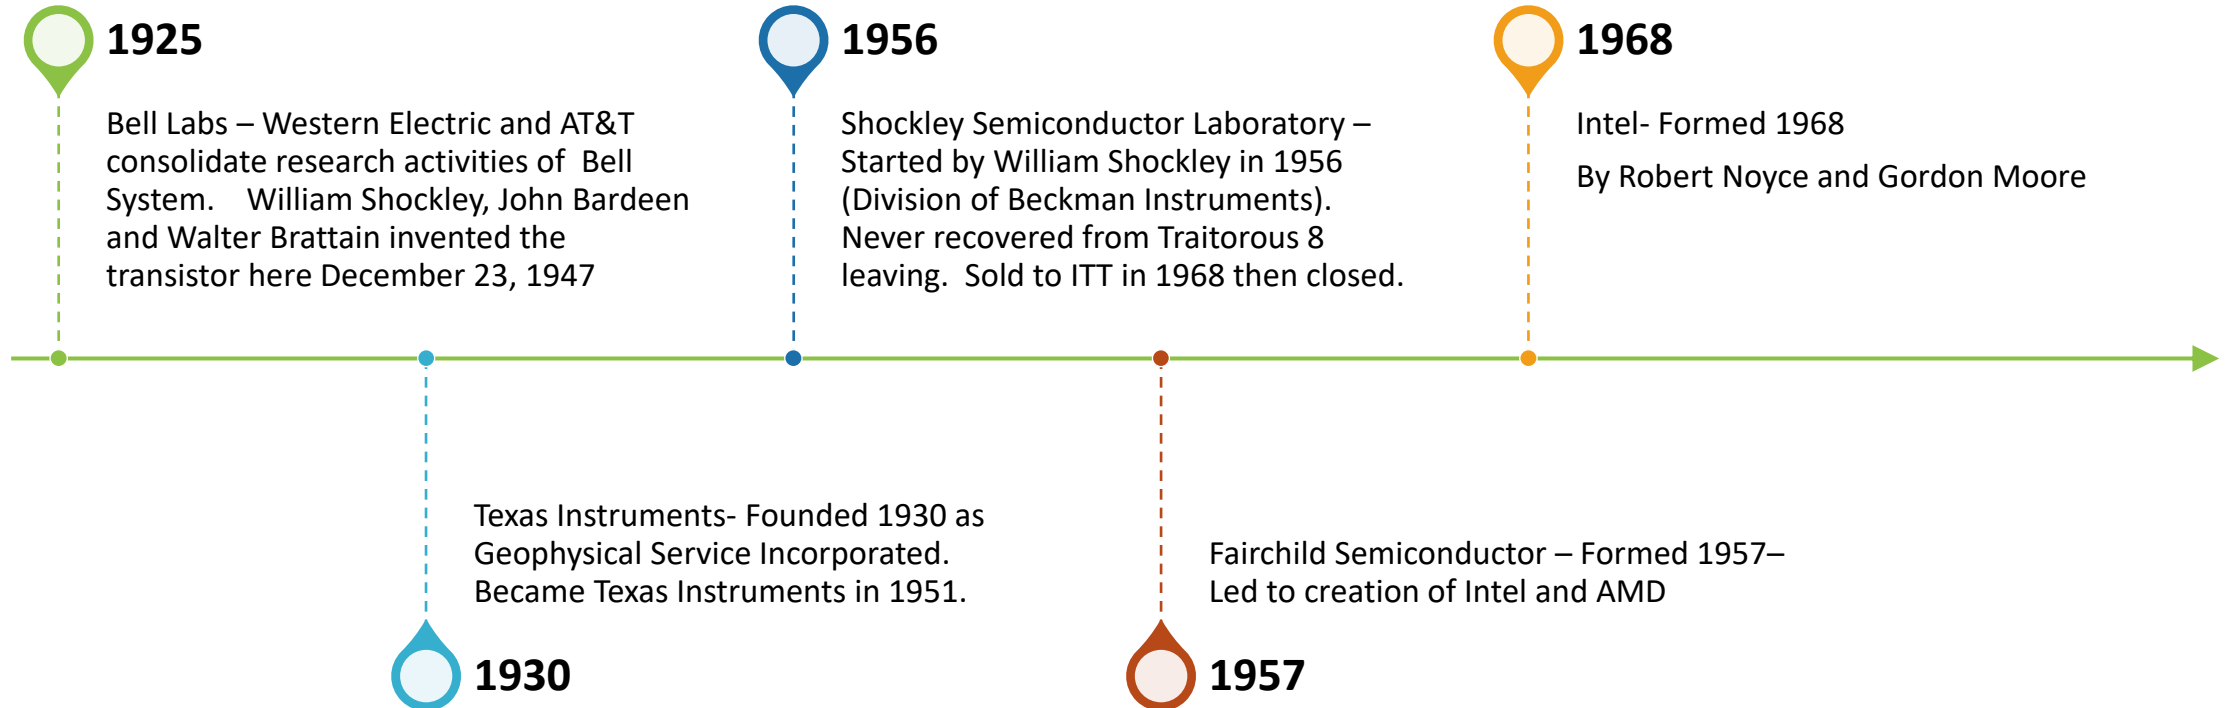 1925
Bell Labs – Western Electric and AT&T
consolidate research activities of  Bell
System.    William Shockley, John Bardeen
and Walter Brattain invented the
transistor here December 23, 1947
1930
Texas Instruments- Founded 1930 as
Geophysical Service Incorporated.
Became Texas Instruments in 1951.
1956
Shockley Semiconductor Laboratory –
Started by William Shockley in 1956
(Division of Beckman Instruments).
Never recovered from Traitorous 8
leaving.  Sold to ITT in 1968 then closed.
1957
Fairchild Semiconductor – Formed 1957–
Led to creation of Intel and AMD
1968
Intel- Formed 1968
By Robert Noyce and Gordon Moore